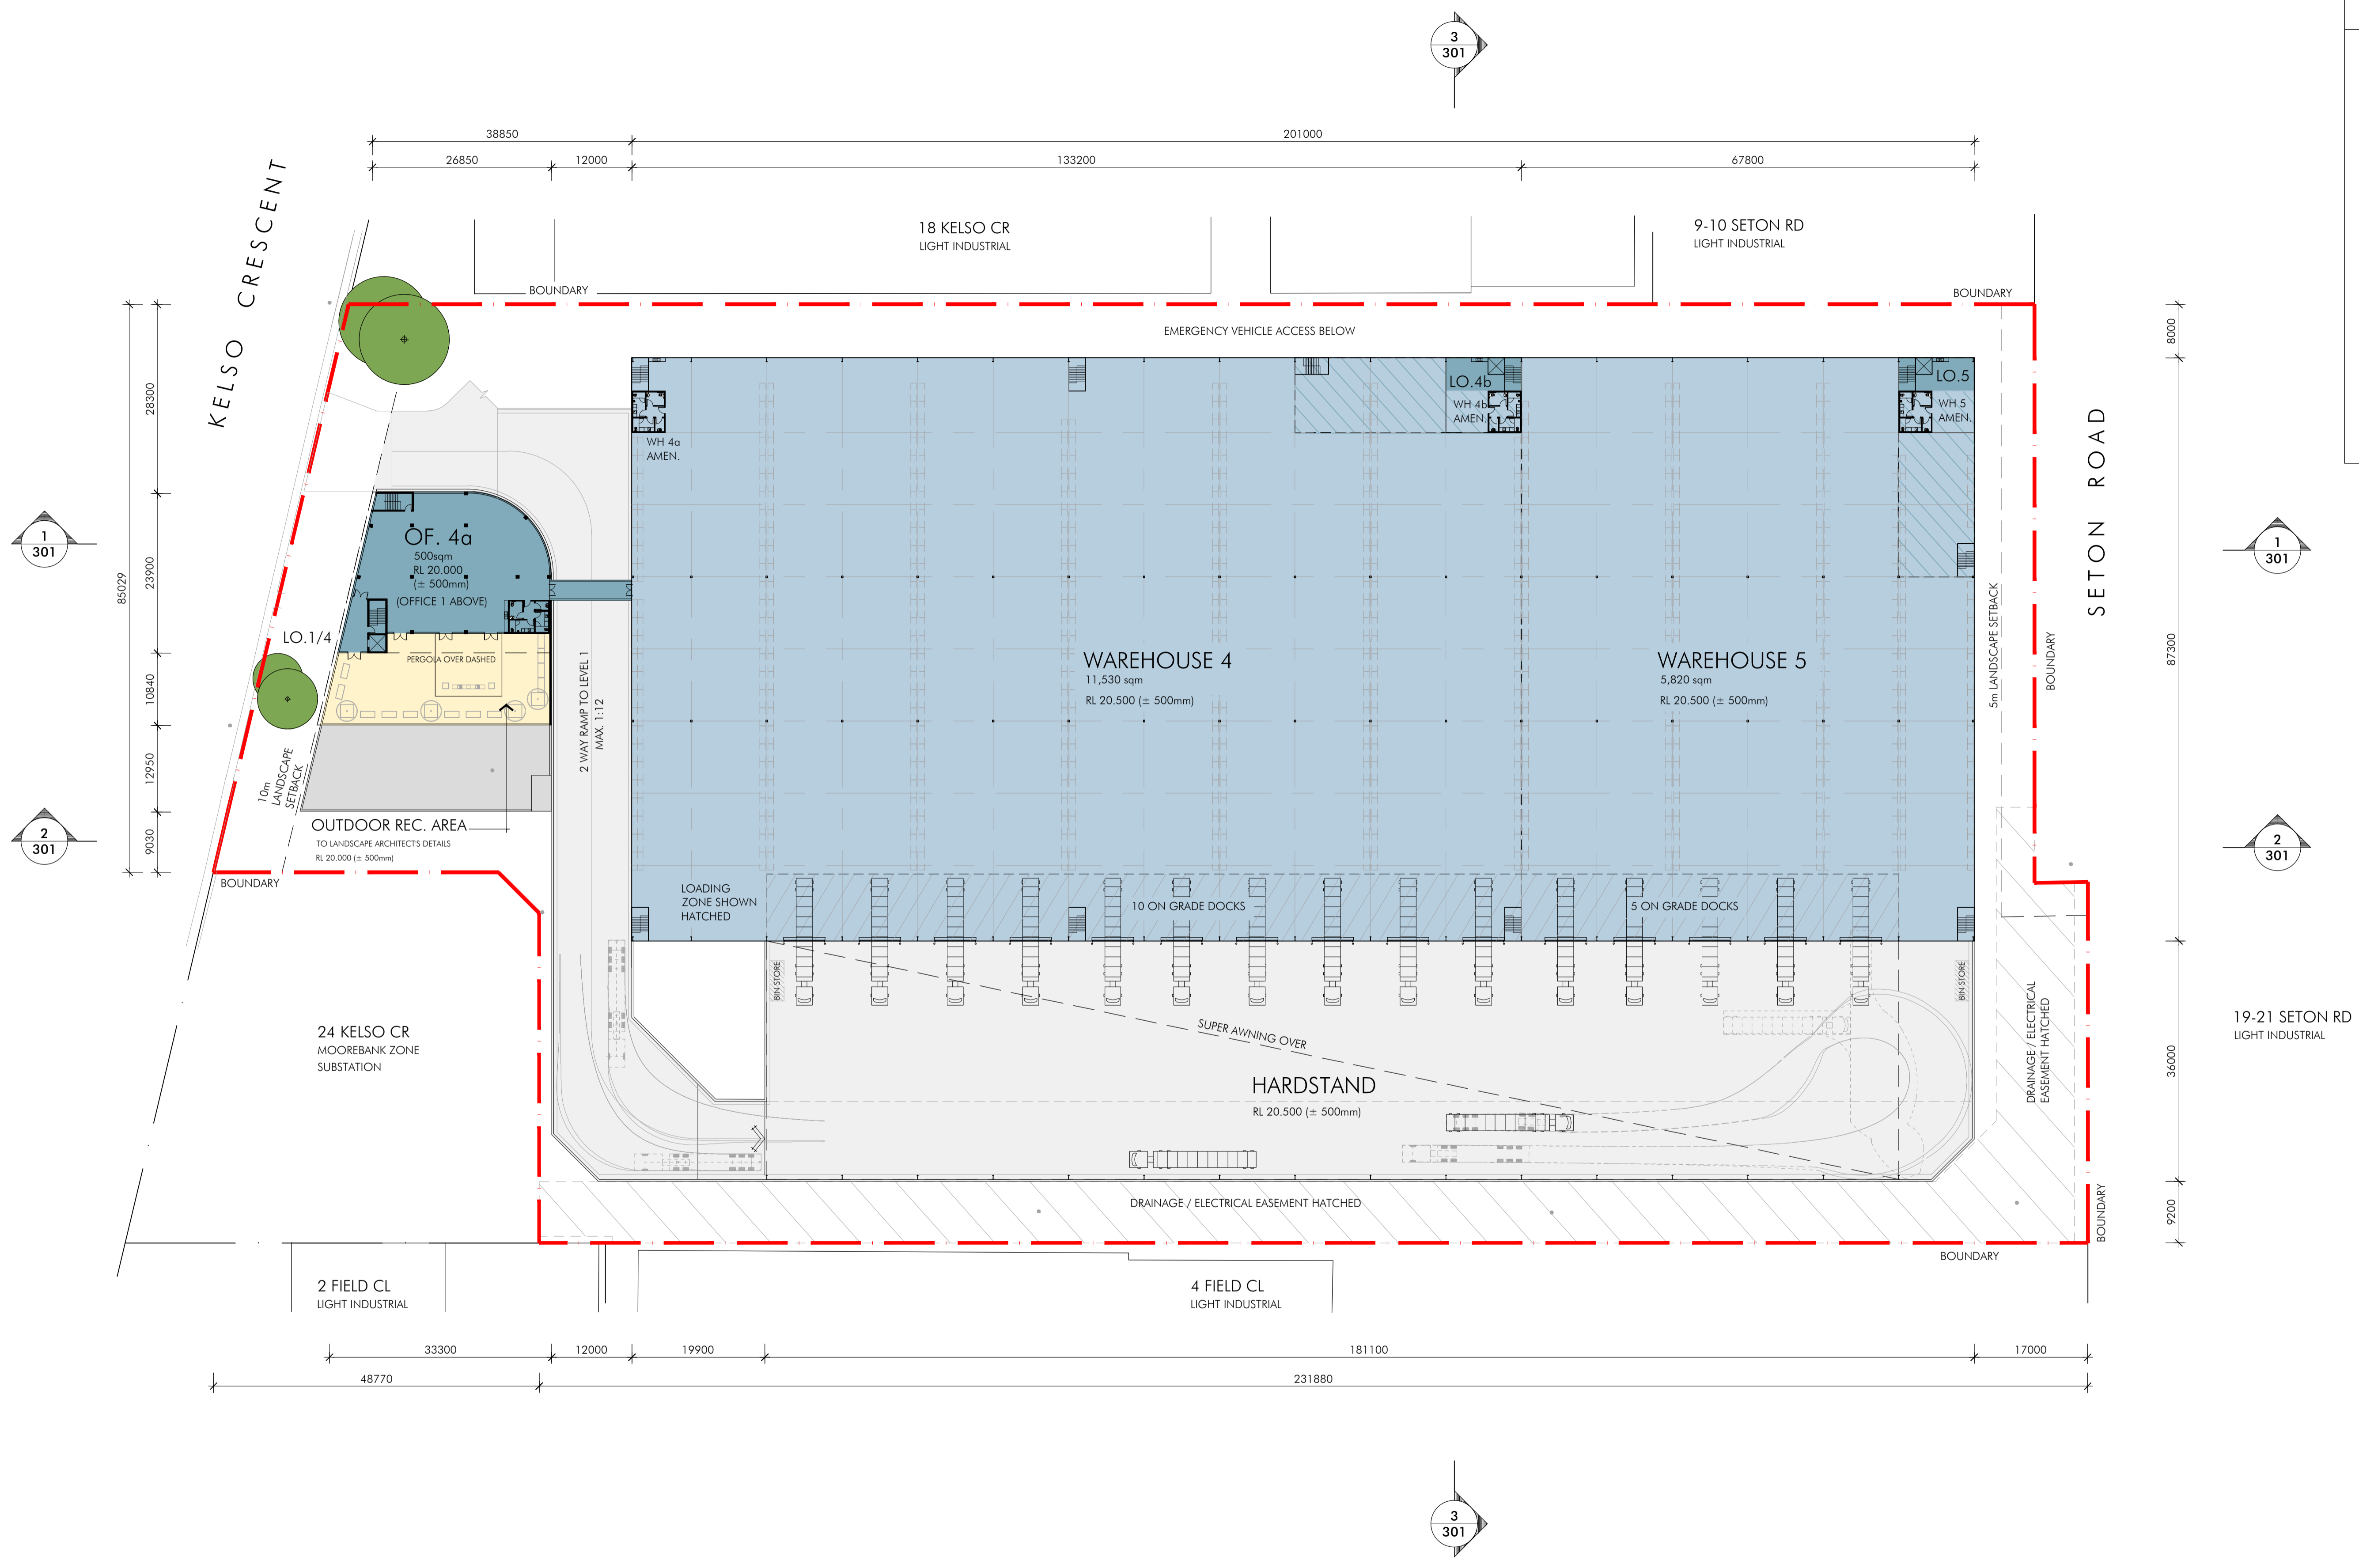 3
301
38850
201000
26850
12000
133200
67800
KELSO CRESCENT
18 KELSO CR
LIGHT INDUSTRIAL
9-10 SETON RD
LIGHT INDUSTRIAL
BOUNDARY
BOUNDARY
EMERGENCY VEHICLE ACCESS BELOW
8000
85029
28300
23900
10840
12950
9030
LO.4b
WH 4b
AMEN.
LO.5
WH 5
AMEN.
WH 4a
AMEN.
SETON ROAD
1
301
OF. 4a
500sqm
RL 20.000
(± 500mm)
(OFFICE 1 ABOVE)
1
301
LO.1/4
PERGOLA OVER DASHED
2 WAY RAMP TO LEVEL 1
MAX. 1:12
WAREHOUSE 4
11,530 sqm
RL 20.500 (± 500mm)
WAREHOUSE 5
5,820 sqm
RL 20.500 (± 500mm)
5m LANDSCAPE SETBACK
BOUNDARY
87300
10m
LANDSCAPE
SETBACK
2
301
OUTDOOR REC. AREA
TO LANDSCAPE ARCHITECT'S DETAILS
RL 20.000 (± 500mm)
BOUNDARY
2
301
LOADING
ZONE SHOWN
HATCHED
10 ON GRADE DOCKS
5 ON GRADE DOCKS
BIN STORE
BIN STORE
24 KELSO CR
MOOREBANK ZONE
SUBSTATION
SUPER AWNING OVER
HARDSTAND
RL 20.500 (± 500mm)
DRAINAGE / ELECTRICAL
EASEMENT HATCHED
19-21 SETON RD
LIGHT INDUSTRIAL
36000
9200
DRAINAGE / ELECTRICAL EASEMENT HATCHED
BOUNDARY
BOUNDARY
2 FIELD CL
LIGHT INDUSTRIAL
4 FIELD CL
LIGHT INDUSTRIAL
33300
12000
19900
181100
17000
48770
231880
3
301